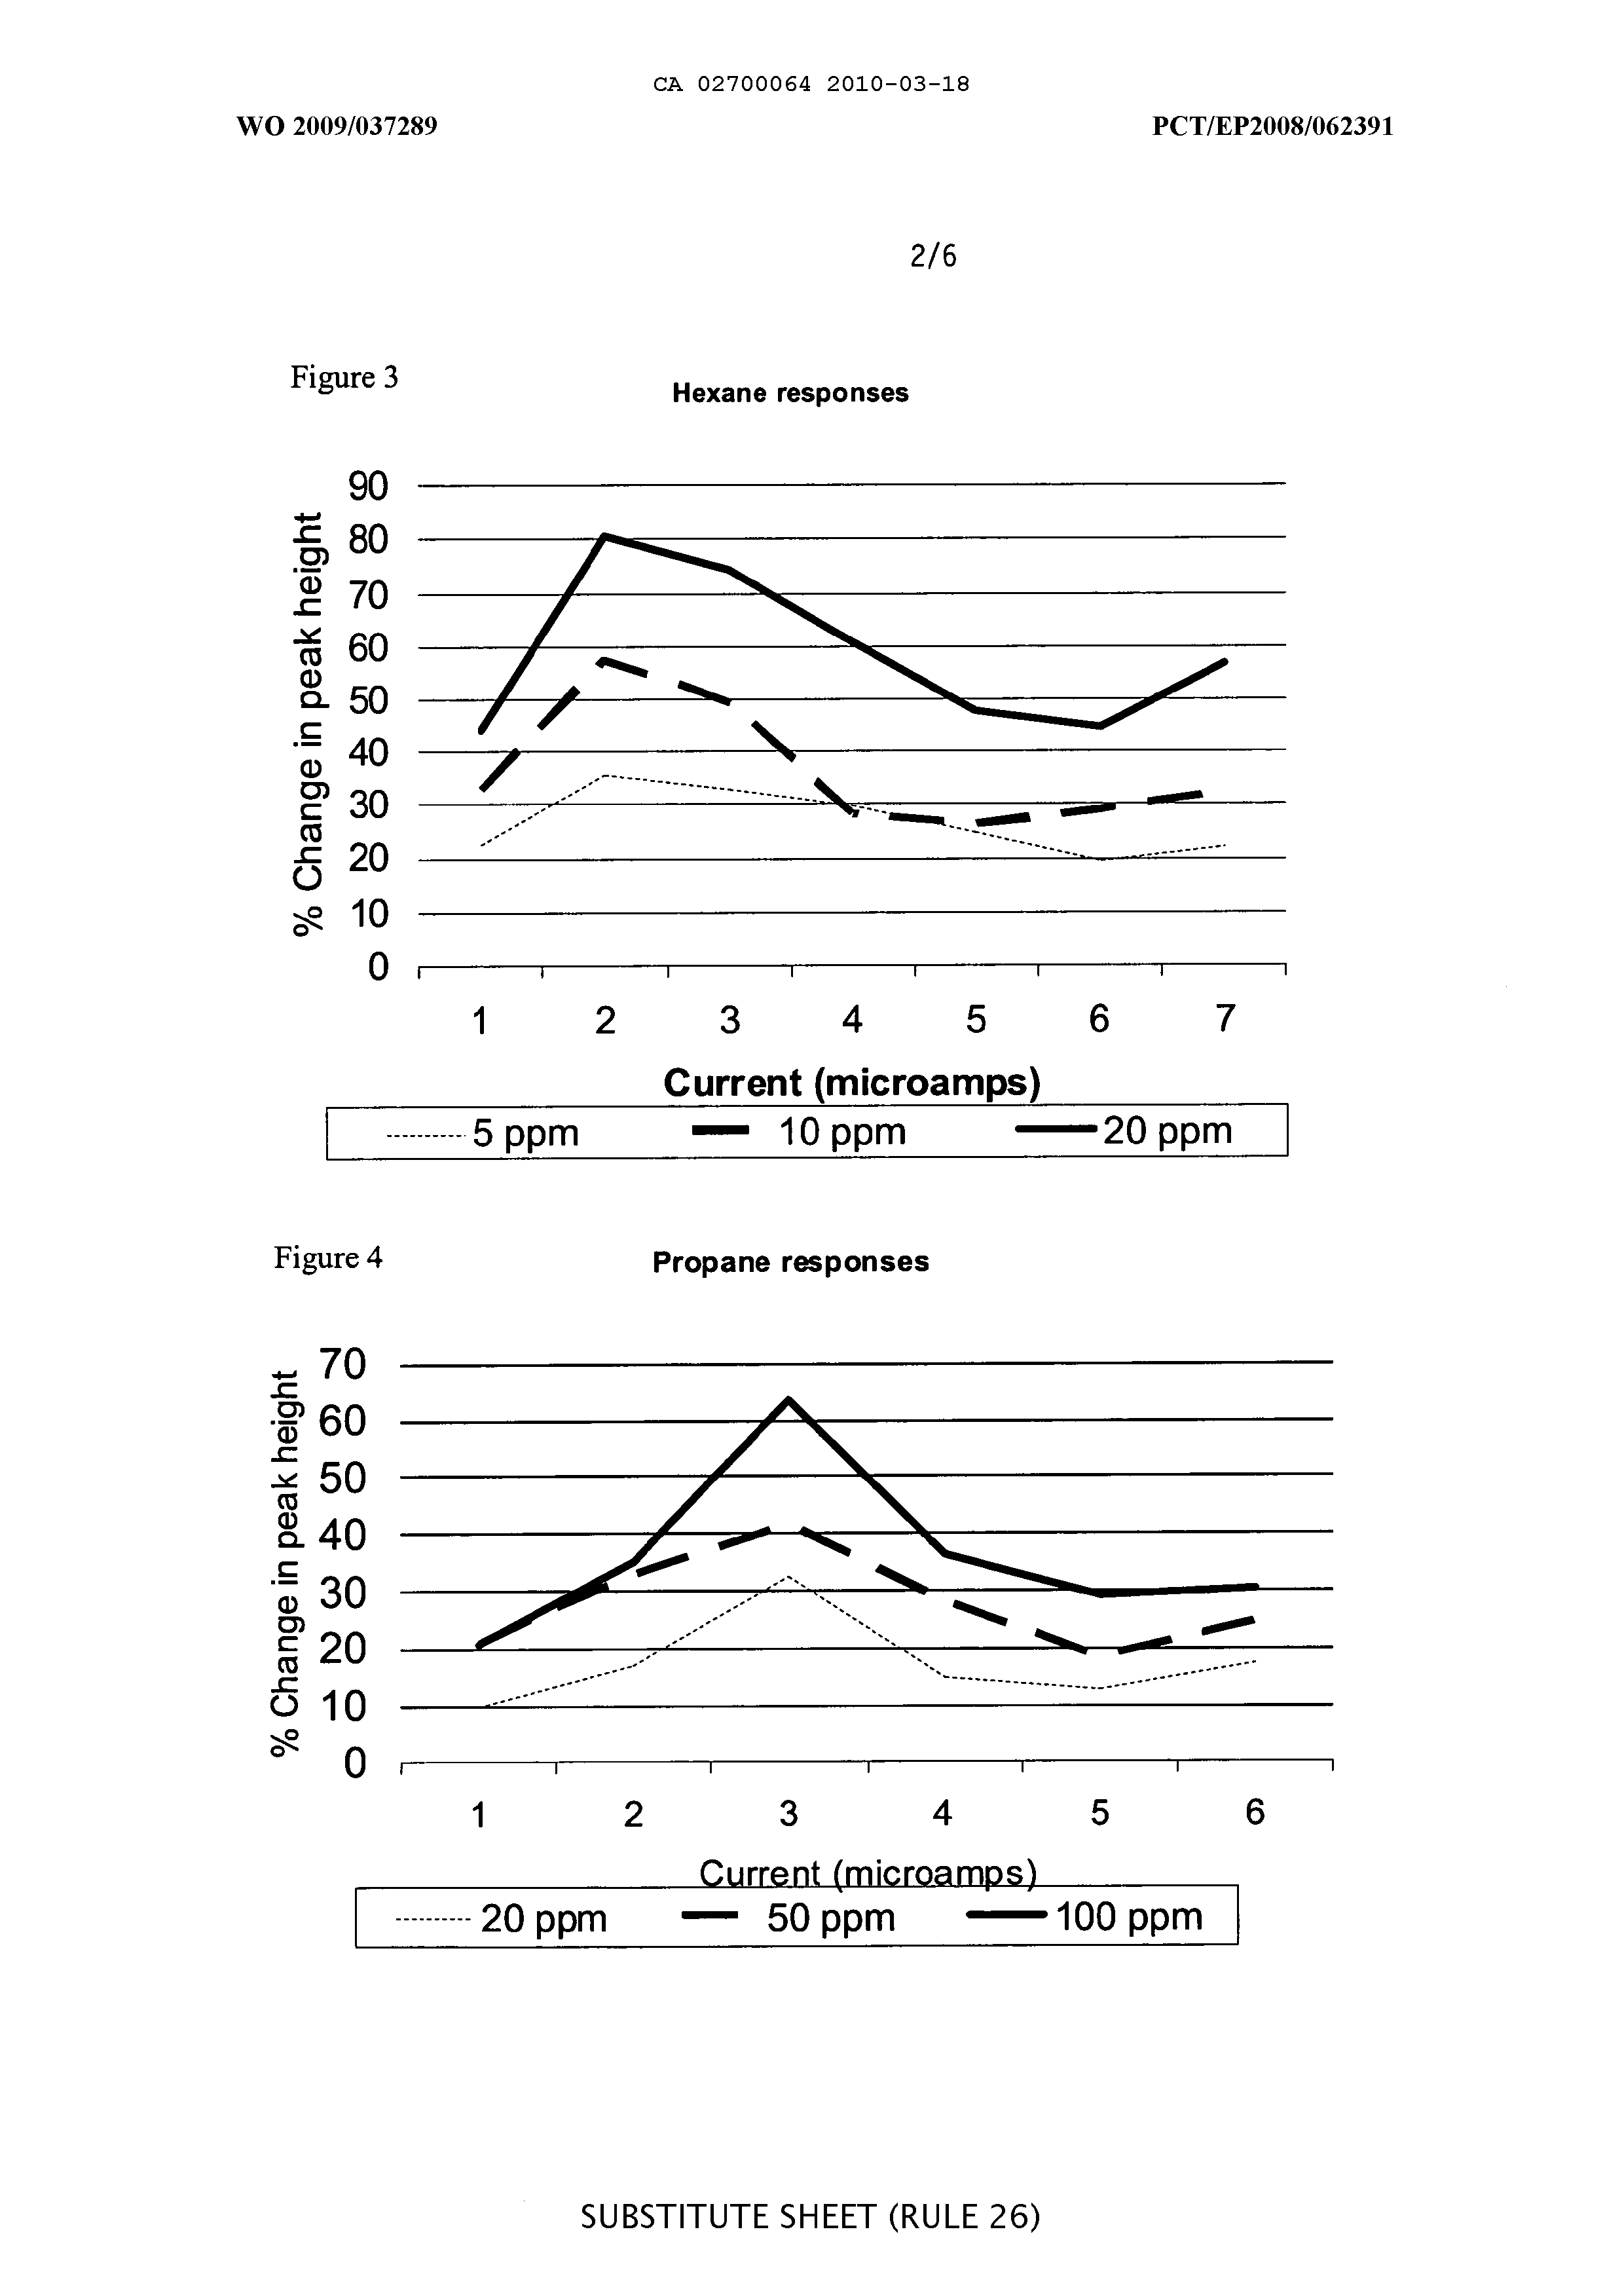 CA 02700064 2010-03-18
WO 2009/037289 PCT/EP2008/062391
2/6
Figure 3
Hexane responses
% Change in peak height
90
80
70
60
50
40
30
20
10
0
1 2 3 4 5 6 7
Current (microamps)
5 ppm 10 ppm 20 ppm
Figure 4
Propane responses
% Change in peak height
70
60
50
40
30
20
10
0
1 2 3 4 5 6
Current (microamps)
20 ppm 50 ppm 100 ppm
SUBSTITUTE SHEET (RULE 26)